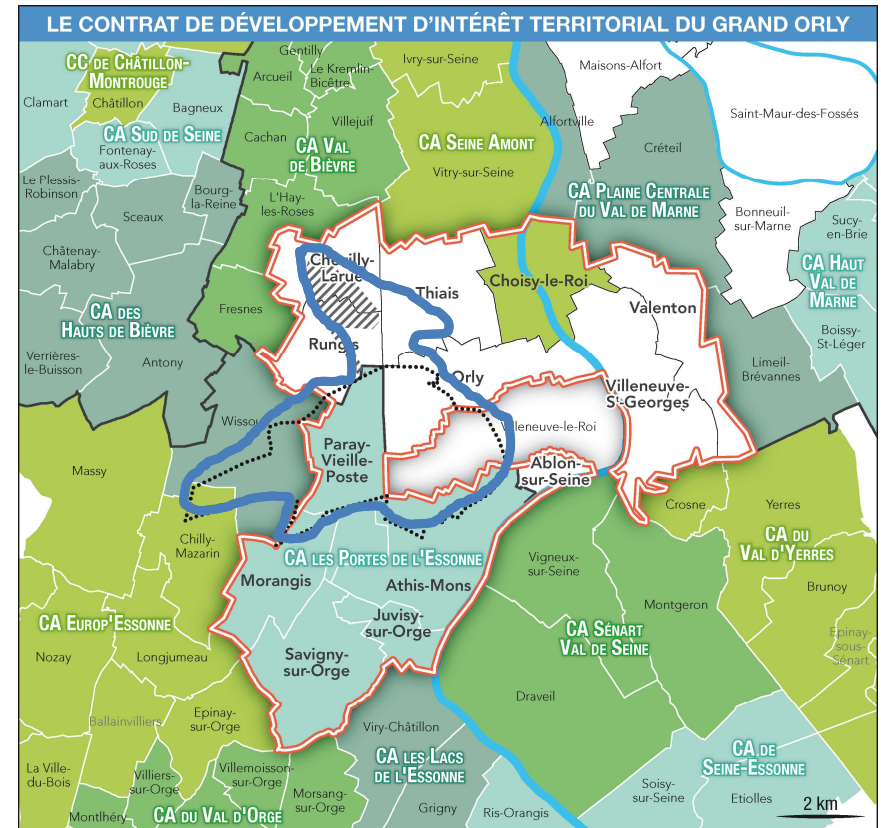 LE CONTRAT DE DÉVELOPPEMENT D'INTÉRÊT TERRITORIAL DU GRAND ORLY
CC DE CHÂTILLON-
MONTROUGE
Clamart
Châtillon
Bagneux
CA SUD DE SEINE
Fontenay-
aux-Roses
Le Plessis-
Robinson
Bourg-
la-Reine
Sceaux
Châtenay-
Malabry
CA DES
HAUTS DE BIÈVRE
Verrières-
le-Buisson
Antony
Gentilly
Arcueil
Le Kremlin-
Bicêtre
Villejuif
Cachan
CA VAL
DE BIÈVRE
L'Hay-
les-Roses
Fresnes
Ivry-sur-Seine
CA SEINE AMONT
Vitry-sur-Seine
Maisons-Alfort
Alfortville
Saint-Maur-des-Fossés
Créteil
CA PLAINE CENTRALE
DU VAL DE MARNE
Bonneuil-
sur-Marne
Sucy-
en-Brie
CA HAUT
VAL DE
MARNE
Boissy-
St-Léger
Limeil-
Brévannes
Chevilly-
Larue
Thiais
Choisy-le-Roi
Valenton
Rungis
Orly
Villeneuve-
St-Georges
Villeneuve-le-Roi
Wissou
Paray-
Vieille-
Poste
Ablon-
sur-Seine
Massy
Chilly-
Mazarin
CA LES PORTES DE L'ESSONNE
Morangis
Athis-Mons
Juvisy-
sur-Orge
Savigny-
sur-Orge
Crosne
Yerres
CA DU
VAL D'YERRES
Brunoy
Epinay-
sous-
Sénart
Vigneux-
sur-Seine
Montgeron
CA SÉNART
VAL DE SEINE
Draveil
CA EUROP'ESSONNE
Nozay
Longjumeau
Ballainvilliers
Epinay-
sur-Orge
La Ville-
du-Bois
Villiers-
sur-Orge
Villemoisson-
sur-Orge
Montlhéry
CA DU VAL D'ORGE
Morsang-
sur-Orge
Viry-Châtillon
CA LES LACS
DE L'ESSONNE
Grigny
Ris-Orangis
CA DE
SEINE-ESSONNE
Soisy-
sur-Seine
Etiolles
2 km